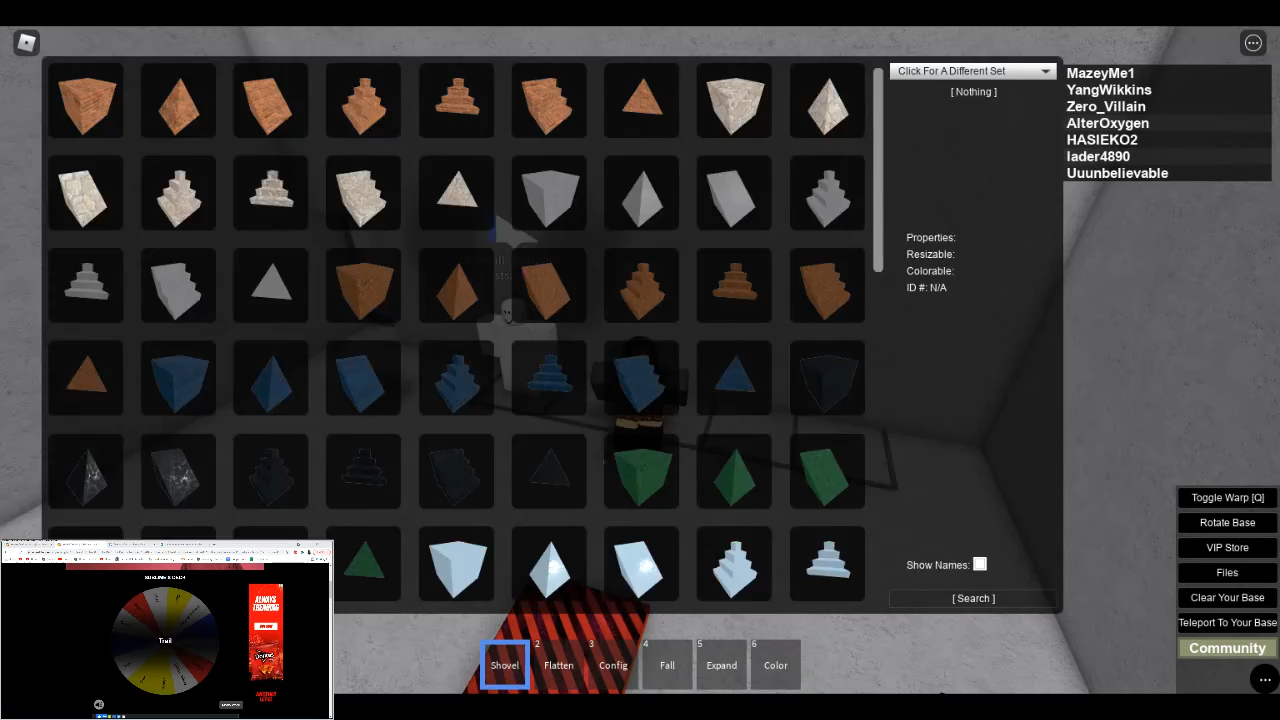 Click For A Different Set
[ Nothing ]
MazeyMe1
YangWikkins
Zero_Villain
AlterOxygen
HASIEKO2
lader4890
Uuunbelievable
Properties:
Resizable:
Colorable:
ID #: N/A
Show Names:
[ Search ]
Toggle Warp [Q]
Rotate Base
VIP Store
Files
Clear Your Base
Teleport To Your Base
Community
Shovel
2 Flatten
3 Config
4 Fall
5 Expand
6 Color
Trail
ALWAYS